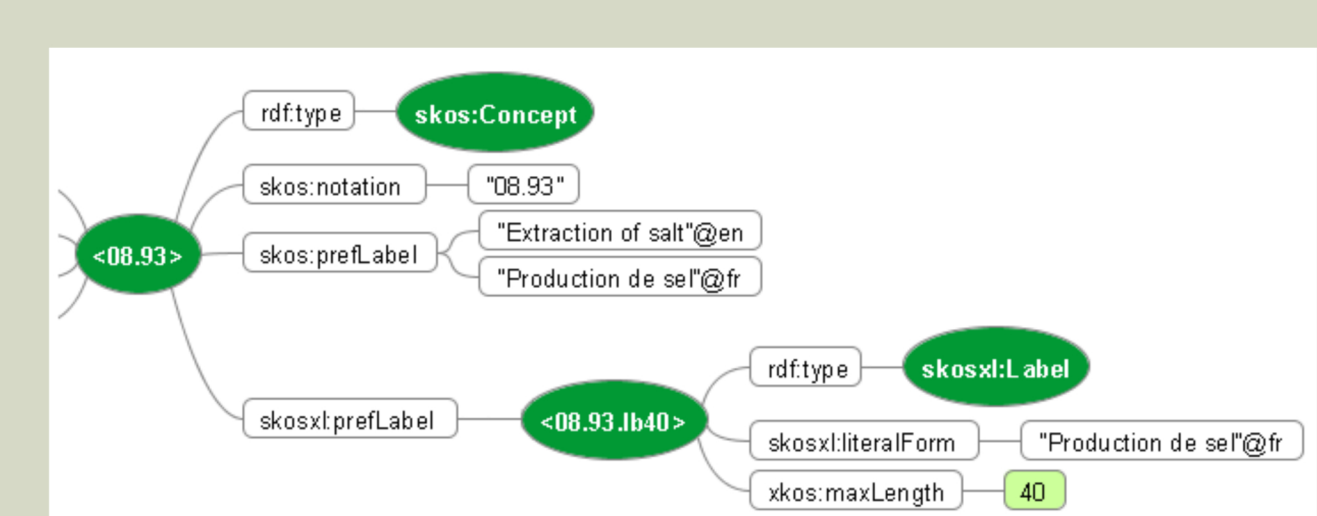 rdf:type
skos:Concept
skos:notation
"08.93"
<08.93>
skos:prefLabel
"Extraction of salt"@en
"Production de sel"@fr
skosxl:prefLabel
<08.93.lb40>
rdf:type
skosxl:Label
skosxl:literalForm
"Production de sel"@fr
xkos:maxLength
40